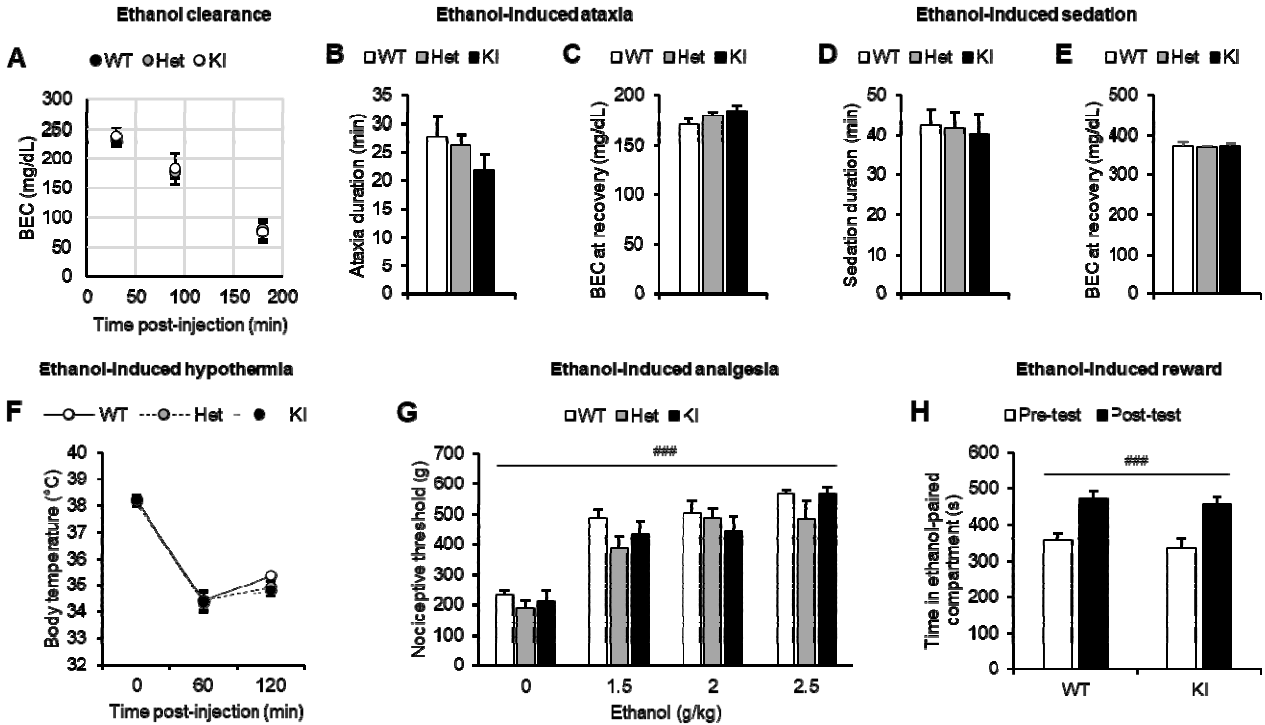 Ethanol clearance
Ethanol-induced ataxia
Ethanol-induced sedation
A
WT Het KI
BEC (mg/dL)
300
250
200
150
100
50
0
0 50 100 150 200
Time post-injection (min)
B
WT Het KI
Ataxia duration (min)
35
30
25
20
15
10
5
0
C
WT Het KI
BEC at recovery (mg/dL)
200
150
100
50
0
D
WT Het KI
Sedation duration (min)
50
40
30
20
10
0
E
WT Het KI
BEC at recovery (mg/dL)
500
400
300
200
100
0
Ethanol-induced hypothermia
Ethanol-induced analgesia
Ethanol-induced reward
F
WT Het KI
Body temperature (°C)
40
39
38
37
36
35
34
33
32
0 60 120
Time post-injection (min)
G
WT Het KI
Nociceptive threshold (g)
700
600
500
400
300
200
100
0
###
0 1.5 2 2.5
Ethanol (g/kg)
H
Pre-test Post-test
Time in ethanol-paired
compartment (s)
600
500
400
300
200
100
0
###
WT KI